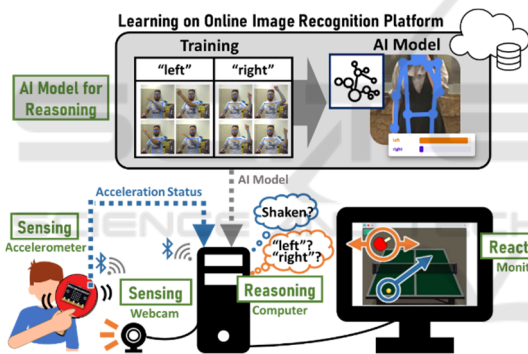 Learning on Online Image Recognition Platform
Training
AI Model
"left"
"right"
AI Model for
Reasoning
left
right
AI Model
Acceleration Status
Shaken?
"left"?
"right"?
Sensing
Accelerometer
Sensing
Webcam
Reasoning
Computer
React
Monit